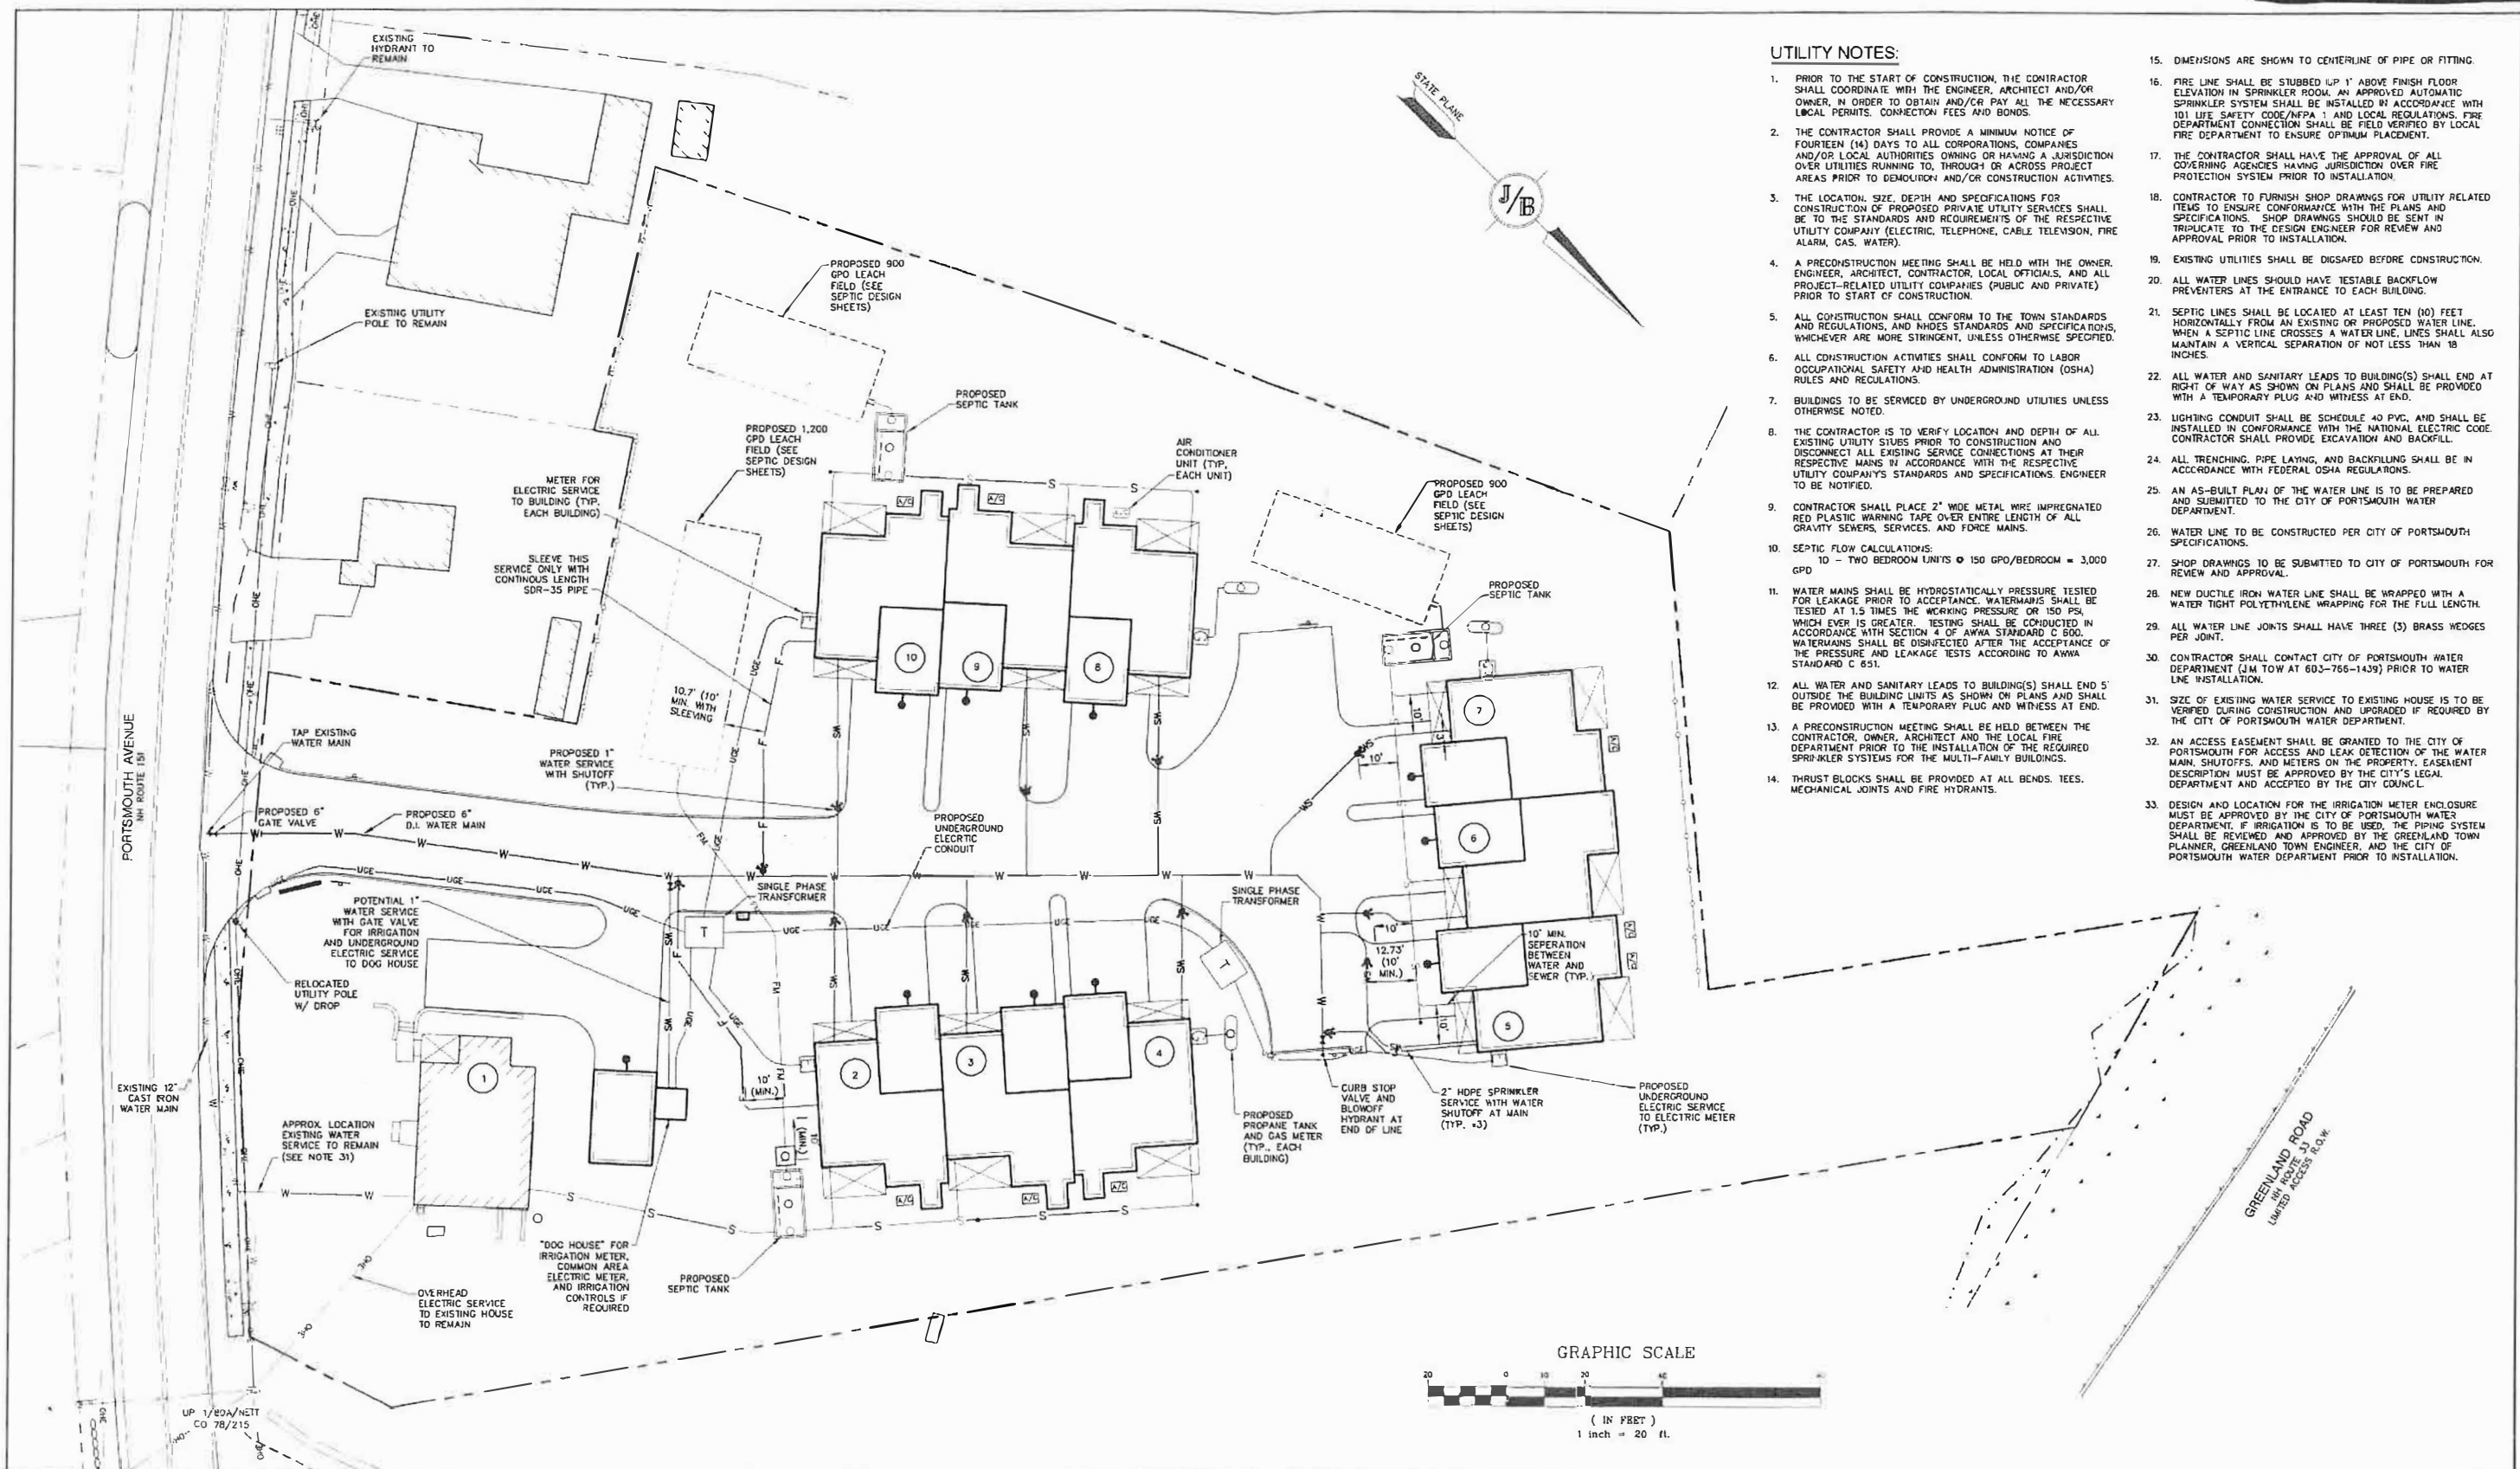 UTILITY NOTES:
1. PRIOR TO THE START OF CONSTRUCTION, THE CONTRACTOR
SHALL COORDINATE WITH THE ENGINEER, ARCHITECT AND/OR
OWNER, IN ORDER TO OBTAIN AND/OR PAY ALL THE NECESSARY
LOCAL PERMITS, CONNECTION FEES AND BONDS.
2. THE CONTRACTOR SHALL PROVIDE A MINIMUM NOTICE OF
FOURTEEN (14) DAYS TO ALL CORPORATIONS, COMPANIES
AND/OR LOCAL AUTHORITIES OWNING OR HAVING A JURISDICTION
OVER UTILITIES RUNNING TO, THROUGH OR ACROSS PROJECT
AREAS PRIOR TO DEMOLITION AND/OR CONSTRUCTION ACTIVITIES.
3. THE LOCATION, SIZE, DEPTH AND SPECIFICATIONS FOR
CONSTRUCTION OF PROPOSED PRIVATE UTILITY SERVICES SHALL
BE TO THE STANDARDS AND REQUIREMENTS OF THE RESPECTIVE
UTILITY COMPANY (ELECTRIC, TELEPHONE, CABLE TELEVISION, FIRE
ALARM, GAS, WATER).
4. A PRECONSTRUCTION MEETING SHALL BE HELD WITH THE OWNER,
ENGINEER, ARCHITECT, CONTRACTOR, LOCAL OFFICIALS, AND ALL
PROJECT-RELATED UTILITY COMPANIES (PUBLIC AND PRIVATE)
PRIOR TO START OF CONSTRUCTION.
5. ALL CONSTRUCTION SHALL CONFORM TO THE TOWN STANDARDS
AND REGULATIONS, AND NHDES STANDARDS AND SPECIFICATIONS,
WHICHEVER ARE MORE STRINGENT, UNLESS OTHERWISE SPECIFIED.
6. ALL CONSTRUCTION ACTIVITIES SHALL CONFORM TO LABOR
OCCUPATIONAL SAFETY AND HEALTH ADMINISTRATION (OSHA)
RULES AND REGULATIONS.
7. BUILDINGS TO BE SERVICED BY UNDERGROUND UTILITIES UNLESS
OTHERWISE NOTED.
8. THE CONTRACTOR IS TO VERIFY LOCATION AND DEPTH OF ALL
EXISTING UTILITY STUBS PRIOR TO CONSTRUCTION AND
DISCONNECT ALL EXISTING SERVICE CONNECTIONS AT THEIR
RESPECTIVE MAINS IN ACCORDANCE WITH THE RESPECTIVE
UTILITY COMPANY'S STANDARDS AND SPECIFICATIONS. ENGINEER
TO BE NOTIFIED.
9. CONTRACTOR SHALL PLACE 2" WIDE METAL WIRE IMPREGNATED
RED PLASTIC WARNING TAPE OVER ENTIRE LENGTH OF ALL
GRAVITY SEWERS, SERVICES, AND FORCE MAINS.
10. SEPTIC FLOW CALCULATIONS:
10 - TWO BEDROOM UNITS @ 150 GPD/BEDROOM = 3,000
GPD
11. WATER MAINS SHALL BE HYDROSTATICALLY PRESSURE TESTED
FOR LEAKAGE PRIOR TO ACCEPTANCE. WATERMAINS SHALL BE
TESTED AT 1.5 TIMES THE WORKING PRESSURE OR 150 PSI,
WHICH EVER IS GREATER. TESTING SHALL BE CONDUCTED IN
ACCORDANCE WITH SECTION 4 OF AWWA STANDARD C 600.
WATERMAINS SHALL BE DISINFECTED AFTER THE ACCEPTANCE OF
THE PRESSURE AND LEAKAGE TESTS ACCORDING TO AWWA
STANDARD C 651.
12. ALL WATER AND SANITARY LEADS TO BUILDING(S) SHALL END 5'
OUTSIDE THE BUILDING LIMITS AS SHOWN ON PLANS AND SHALL
BE PROVIDED WITH A TEMPORARY PLUG AND WITNESS AT END.
13. A PRECONSTRUCTION MEETING SHALL BE HELD BETWEEN THE
CONTRACTOR, OWNER, ARCHITECT AND THE LOCAL FIRE
DEPARTMENT PRIOR TO THE INSTALLATION OF THE REQUIRED
SPRINKLER SYSTEMS FOR THE MULTI-FAMILY BUILDINGS.
14. THRUST BLOCKS SHALL BE PROVIDED AT ALL BENDS, TEES,
MECHANICAL JOINTS AND FIRE HYDRANTS.
15. DIMENSIONS ARE SHOWN TO CENTERLINE OF PIPE OR FITTING.
16. FIRE LINE SHALL BE STUBBED UP 1' ABOVE FINISH FLOOR
ELEVATION IN SPRINKLER ROOM. AN APPROVED AUTOMATIC
SPRINKLER SYSTEM SHALL BE INSTALLED IN ACCORDANCE WITH
101 LIFE SAFETY CODE/NFPA 1 AND LOCAL REGULATIONS. FIRE
DEPARTMENT CONNECTION SHALL BE FIELD VERIFIED BY LOCAL
FIRE DEPARTMENT TO ENSURE OPTIMUM PLACEMENT.
17. THE CONTRACTOR SHALL HAVE THE APPROVAL OF ALL
GOVERNING AGENCIES HAVING JURISDICTION OVER FIRE
PROTECTION SYSTEM PRIOR TO INSTALLATION.
18. CONTRACTOR TO FURNISH SHOP DRAWINGS FOR UTILITY RELATED
ITEMS TO ENSURE CONFORMANCE WITH THE PLANS AND
SPECIFICATIONS. SHOP DRAWINGS SHOULD BE SENT IN
TRIPLICATE TO THE DESIGN ENGINEER FOR REVIEW AND
APPROVAL PRIOR TO INSTALLATION.
19. EXISTING UTILITIES SHALL BE DIGSAFED BEFORE CONSTRUCTION.
20. ALL WATER LINES SHOULD HAVE TESTABLE BACKFLOW
PREVENTERS AT THE ENTRANCE TO EACH BUILDING.
21. SEPTIC LINES SHALL BE LOCATED AT LEAST TEN (10) FEET
HORIZONTALLY FROM AN EXISTING OR PROPOSED WATER LINE.
WHEN A SEPTIC LINE CROSSES A WATER LINE, LINES SHALL ALSO
MAINTAIN A VERTICAL SEPARATION OF NOT LESS THAN 18
INCHES.
22. ALL WATER AND SANITARY LEADS TO BUILDING(S) SHALL END AT
RIGHT OF WAY AS SHOWN ON PLANS AND SHALL BE PROVIDED
WITH A TEMPORARY PLUG AND WITNESS AT END.
23. LIGHTING CONDUIT SHALL BE SCHEDULE 40 PVC, AND SHALL BE
INSTALLED IN CONFORMANCE WITH THE NATIONAL ELECTRIC CODE.
CONTRACTOR SHALL PROVIDE EXCAVATION AND BACKFILL.
24. ALL TRENCHING, PIPE LAYING, AND BACKFILLING SHALL BE IN
ACCORDANCE WITH FEDERAL OSHA REGULATIONS.
25. AN AS-BUILT PLAN OF THE WATER LINE IS TO BE PREPARED
AND SUBMITTED TO THE CITY OF PORTSMOUTH WATER
DEPARTMENT.
26. WATER LINE TO BE CONSTRUCTED PER CITY OF PORTSMOUTH
SPECIFICATIONS.
27. SHOP DRAWINGS TO BE SUBMITTED TO CITY OF PORTSMOUTH FOR
REVIEW AND APPROVAL.
28. NEW DUCTILE IRON WATER LINE SHALL BE WRAPPED WITH A
WATER TIGHT POLYETHYLENE WRAPPING FOR THE FULL LENGTH.
29. ALL WATER LINE JOINTS SHALL HAVE THREE (3) BRASS WEDGES
PER JOINT.
30. CONTRACTOR SHALL CONTACT CITY OF PORTSMOUTH WATER
DEPARTMENT (JIM TOW AT 603-766-1439) PRIOR TO WATER
LINE INSTALLATION.
31. SIZE OF EXISTING WATER SERVICE TO EXISTING HOUSE IS TO BE
VERIFIED DURING CONSTRUCTION AND UPGRADED IF REQUIRED BY
THE CITY OF PORTSMOUTH WATER DEPARTMENT.
32. AN ACCESS EASEMENT SHALL BE GRANTED TO THE CITY OF
PORTSMOUTH FOR ACCESS AND LEAK DETECTION OF THE WATER
MAIN, SHUTOFFS, AND METERS ON THE PROPERTY. EASEMENT
DESCRIPTION MUST BE APPROVED BY THE CITY'S LEGAL
DEPARTMENT AND ACCEPTED BY THE CITY COUNCIL
33. DESIGN AND LOCATION FOR THE IRRIGATION METER ENCLOSURE
MUST BE APPROVED BY THE CITY OF PORTSMOUTH WATER
DEPARTMENT. IF IRRIGATION IS TO BE USED, THE PIPING SYSTEM
SHALL BE REVIEWED AND APPROVED BY THE GREENLAND TOWN
PLANNER, GREENLAND TOWN ENGINEER, AND THE CITY OF
PORTSMOUTH WATER DEPARTMENT PRIOR TO INSTALLATION.
STATE PLANE
J/B
EXISTING
HYDRANT TO
REMAIN
EXISTING UTILITY
POLE TO REMAIN
PROPOSED 900
GPD LEACH
FIELD (SEE
SEPTIC DESIGN
SHEETS)
PROPOSED
SEPTIC TANK
PROPOSED 1,200
GPD LEACH
FIELD (SEE
SEPTIC DESIGN
SHEETS)
AIR
CONDITIONER
UNIT (TYP.
EACH UNIT)
METER FOR
ELECTRIC SERVICE
TO BUILDING (TYP.
EACH BUILDING)
SLEEVE THIS
SERVICE ONLY WITH
CONTINOUS LENGTH
SDR-35 PIPE
PROPOSED 900
GPD LEACH
FIELD (SEE
SEPTIC DESIGN
SHEETS)
PROPOSED
SEPTIC TANK
10.7' (10'
MIN. WITH
SLEEVING
PROPOSED 1"
WATER SERVICE
WITH SHUTOFF
(TYP.)
10
9
8
7
6
5
PORTSMOUTH AVENUE
NH ROUTE 151
TAP EXISTING
WATER MAIN
PROPOSED 6"
GATE VALVE
PROPOSED 6"
D.I. WATER MAIN
PROPOSED
UNDERGROUND
ELECRTIC
CONDUIT
SINGLE PHASE
TRANSFORMER
SINGLE PHASE
TRANSFORMER
T
T
POTENTIAL 1"
WATER SERVICE
WITH GATE VALVE
FOR IRRIGATION
AND UNDERGROUND
ELECTRIC SERVICE
TO DOG HOUSE
RELOCATED
UTILITY POLE
W/ DROP
10'
10'
10'
12.73'
(10'
MIN.)
10' MIN.
SEPERATION
BETWEEN
WATER AND
SEWER (TYP.)
10'
EXISTING 12"
CAST IRON
WATER MAIN
APPROX. LOCATION
EXISTING WATER
SERVICE TO REMAIN
(SEE NOTE 31)
1
2
3
4
10'
(MIN.)
10
(MIN.)
PROPOSED
PROPANE TANK
AND GAS METER
(TYP., EACH
BUILDING)
CURB STOP
VALVE AND
BLOWOFF
HYDRANT AT
END OF LINE
2" HDPE SPRINKLER
SERVICE WITH WATER
SHUTOFF AT MAIN
(TYP. *3)
PROPOSED
UNDERGROUND
ELECTRIC SERVICE
TO ELECTRIC METER
(TYP.)
"DOG HOUSE" FOR
IRRIGATION METER,
COMMON AREA
ELECTRIC METER,
AND IRRIGATION
CONTROLS IF
REQUIRED
PROPOSED
SEPTIC TANK
OVERHEAD
ELECTRIC SERVICE
TO EXISTING HOUSE
TO REMAIN
UP 1/80A/NETT
CO 78/215
GREENLAND ROAD
NH ROUTE 33
LIMITED ACCESS R.O.W.
GRAPHIC SCALE
20 0 10 20 40
( IN FEET )
1 inch = 20 ft.